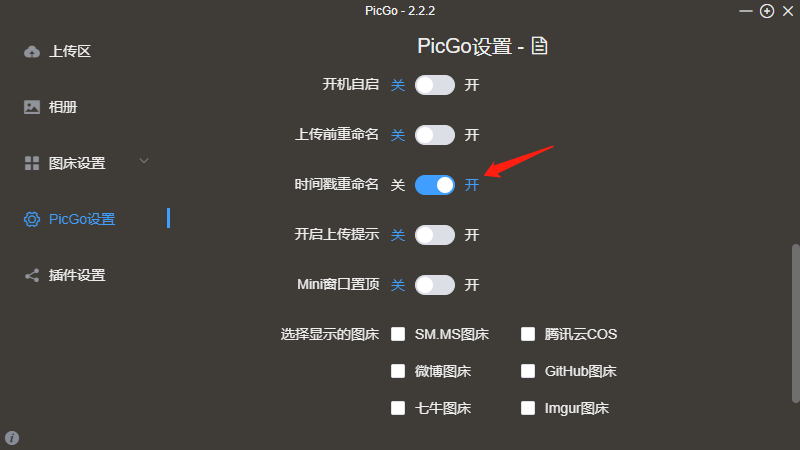 PicGo - 2.2.2
上传区
相册
图床设置
PicGo设置
插件设置
PicGo设置 -
开机自启 关 开
上传前重命名 关 开
时间戳重命名 关 开
开启上传提示 关 开
Mini窗口置顶 关 开
选择显示的图床 SM.MS图床 腾讯云COS
微博图床 GitHub图床
七牛图床 Imgur图床